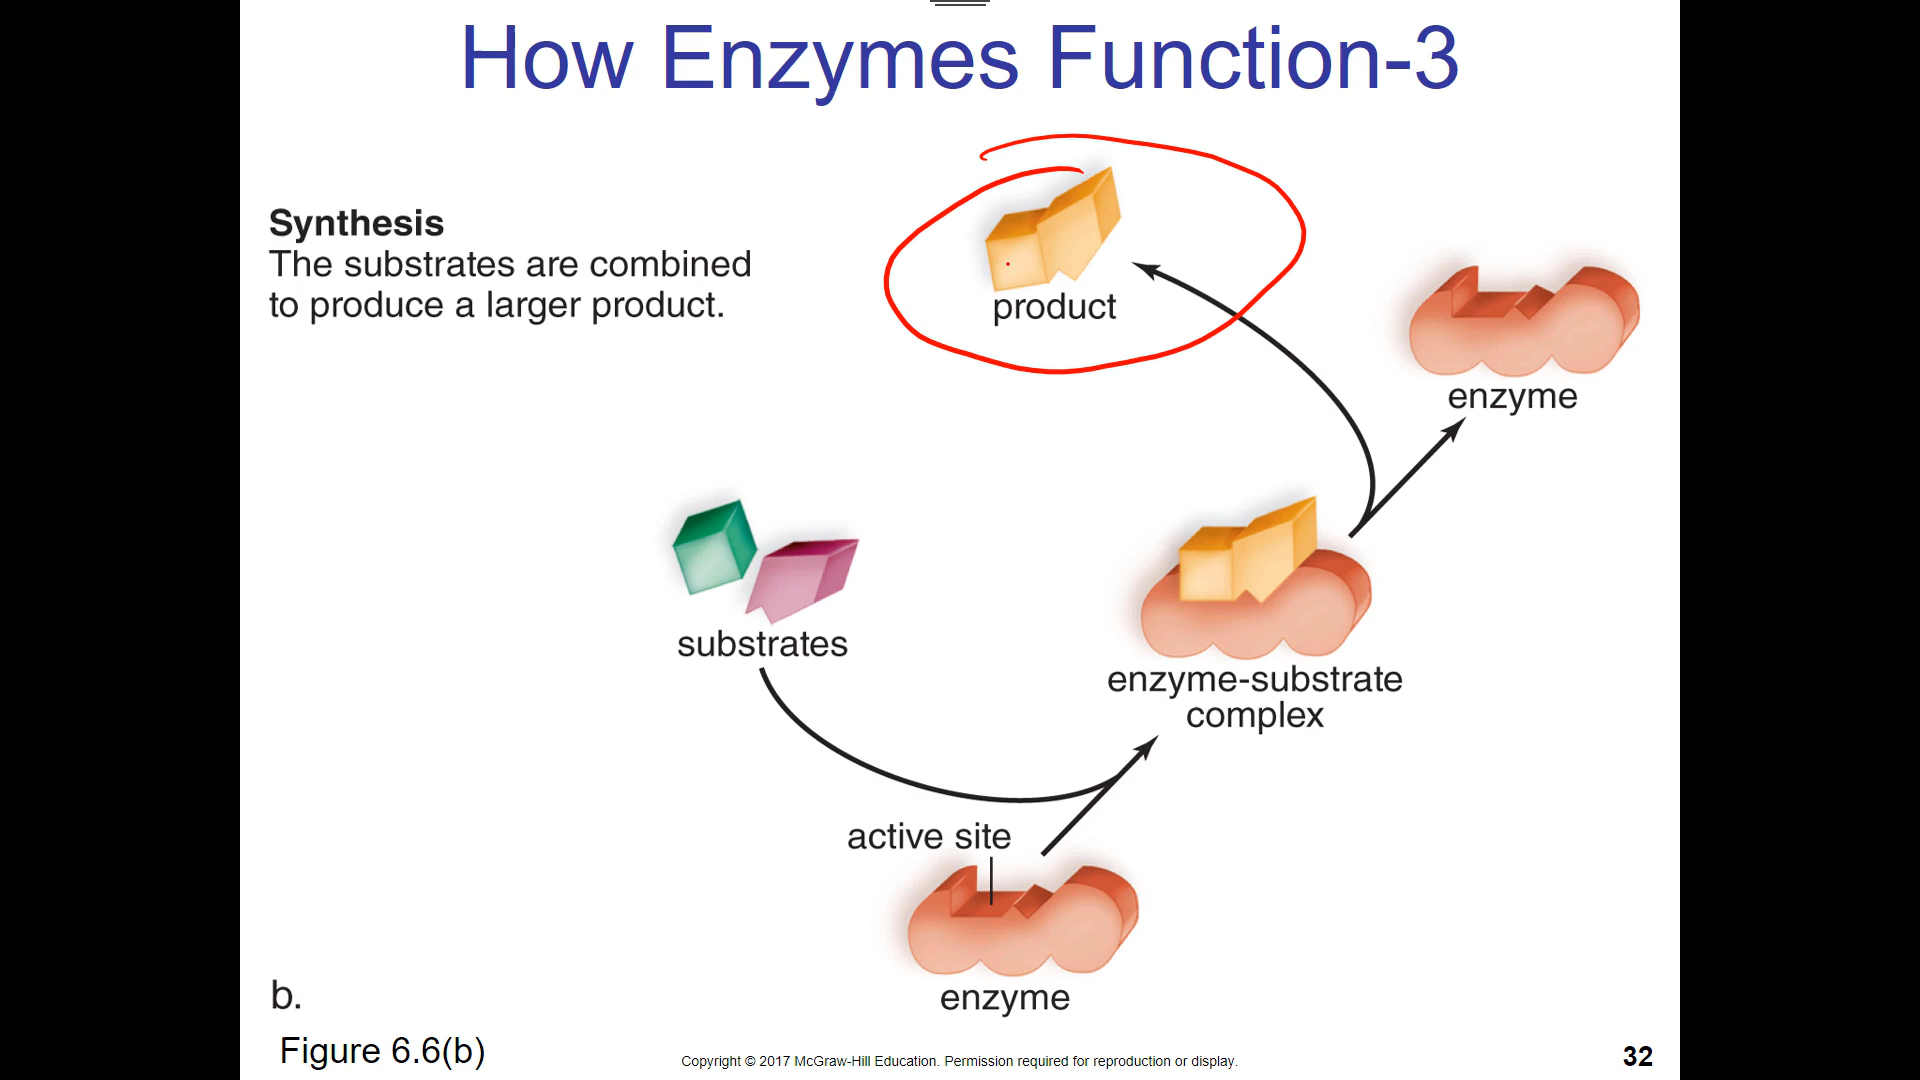 How Enzymes Function-3
Synthesis
The substrates are combined
to produce a larger product.
product
enzyme
substrates
enzyme-substrate
complex
active site
enzyme
b.
Figure 6.6(b)
Copyright © 2017 McGraw-Hill Education. Permission required for reproduction or display.
32